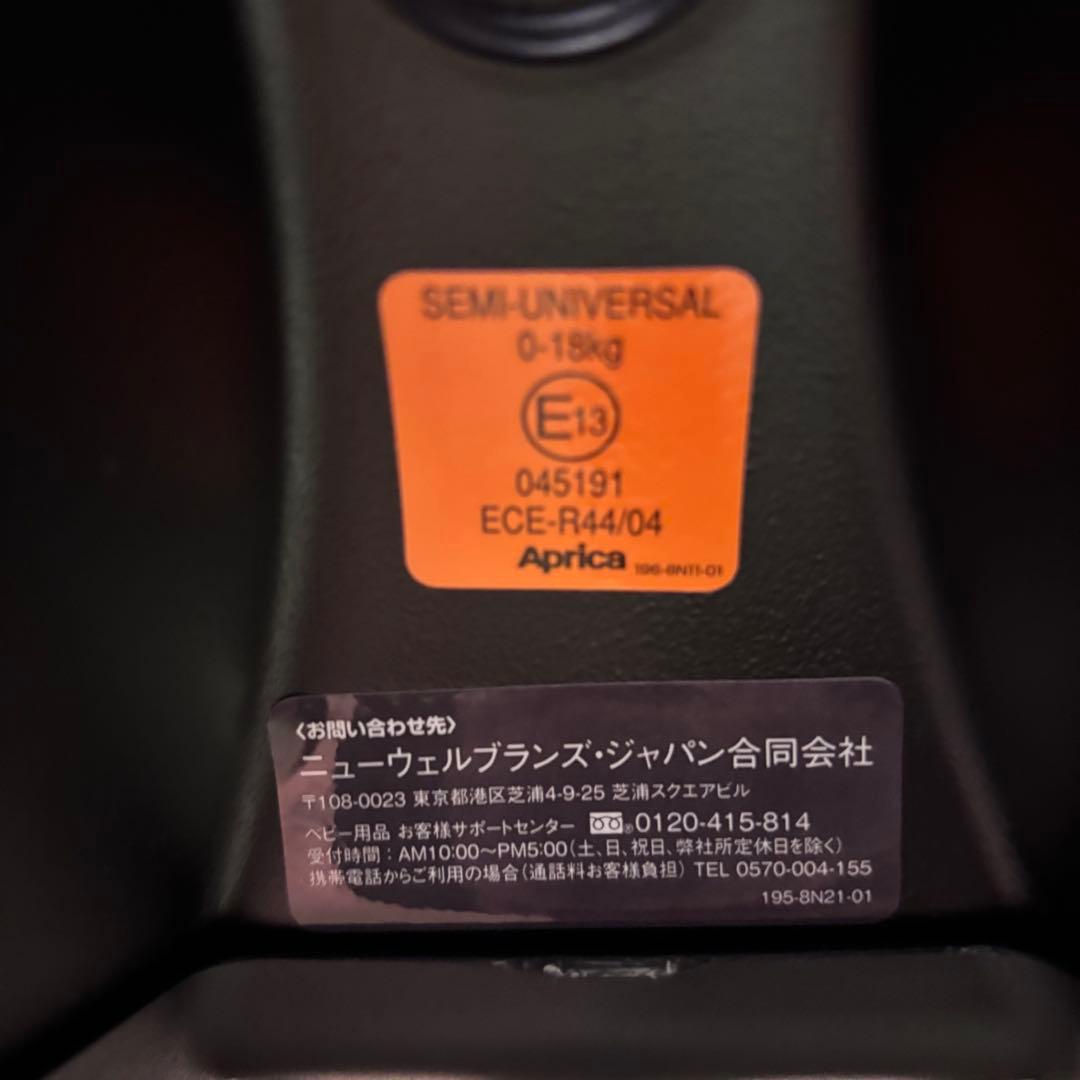 SEMI-UNIVERSAL
0-18kg
E13
045191
ECE-R44/04
Aprica 196-8N11-01
〈お問い合わせ先〉
ニューウェルブランズ・ジャパン合同会社
〒108-0023 東京都港区芝浦4-9-25 芝浦スクエアビル
ベビー用品 お客様サポートセンター ®0120-415-814
受付時間：AM10:00〜PM5:00（土、日、祝日、弊社所定休日を除く）
携帯電話からご利用の場合（通話料お客様負担） TEL 0570-004-155
195-8N21-01